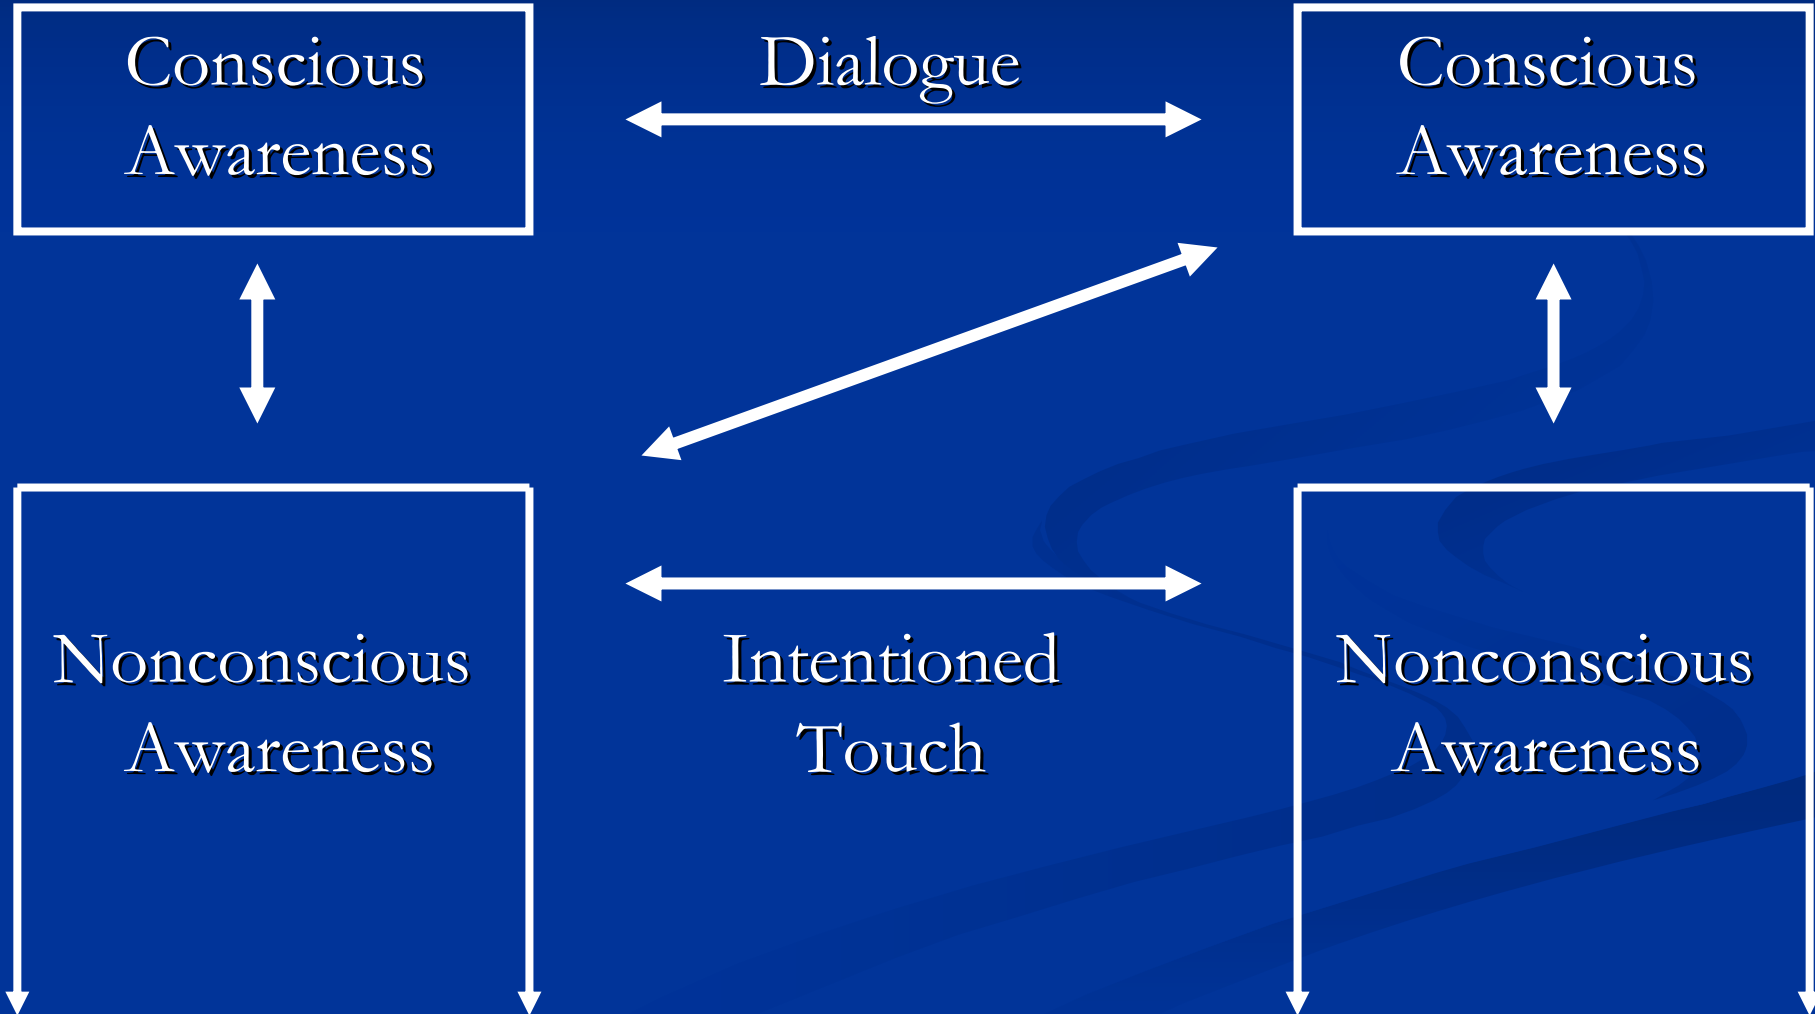 Conscious
Awareness
Dialogue
Conscious
Awareness
Nonconscious
Awareness
Intentioned
Touch
Nonconscious
Awareness